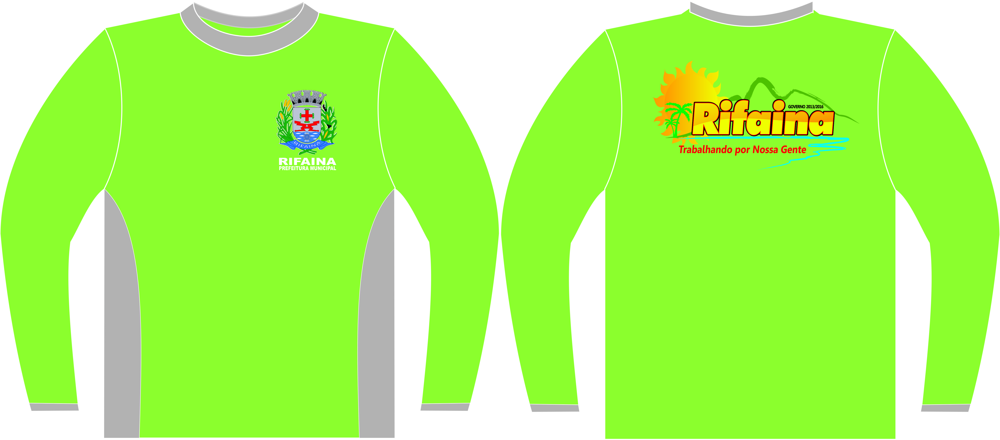 RIFAINA
RIFAINA
PREFEITURA MUNICIPAL
GOVERNO 2013/2016
Rifaina
Trabalhando por Nossa Gente